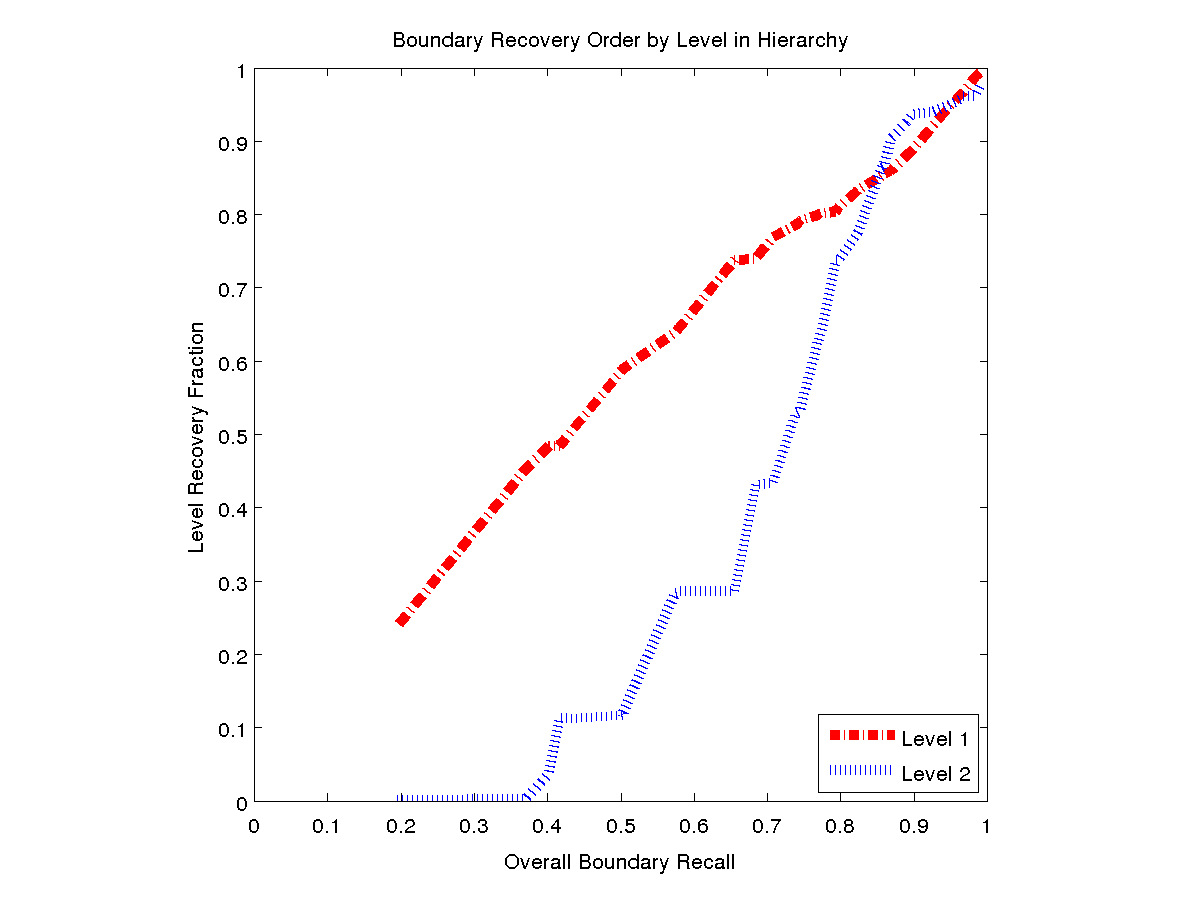 Boundary Recovery Order by Level in Hierarchy
1
0.9
0.8
0.7
0.6
0.5
0.4
0.3
0.2
0.1
0
Level Recovery Fraction
Level 1
Level 2
0 0.1 0.2 0.3 0.4 0.5 0.6 0.7 0.8 0.9 1
Overall Boundary Recall